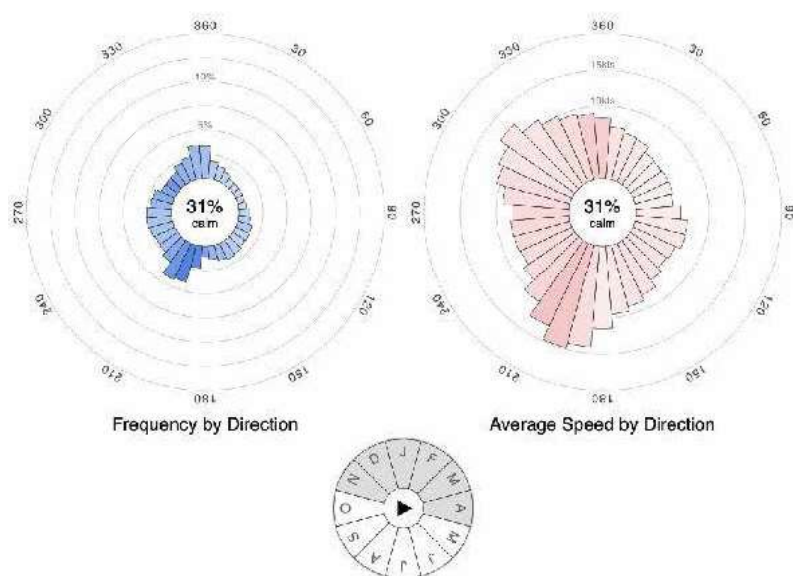 360
330
30
10%
300
60
5%
31%
calm
270
90
240
120
210
150
180
Frequency by Direction
360
330
30
15kts
300
60
10kts
31%
calm
270
90
240
120
210
150
180
Average Speed by Direction
J
F
M
A
M
J
J
A
S
O
N
D